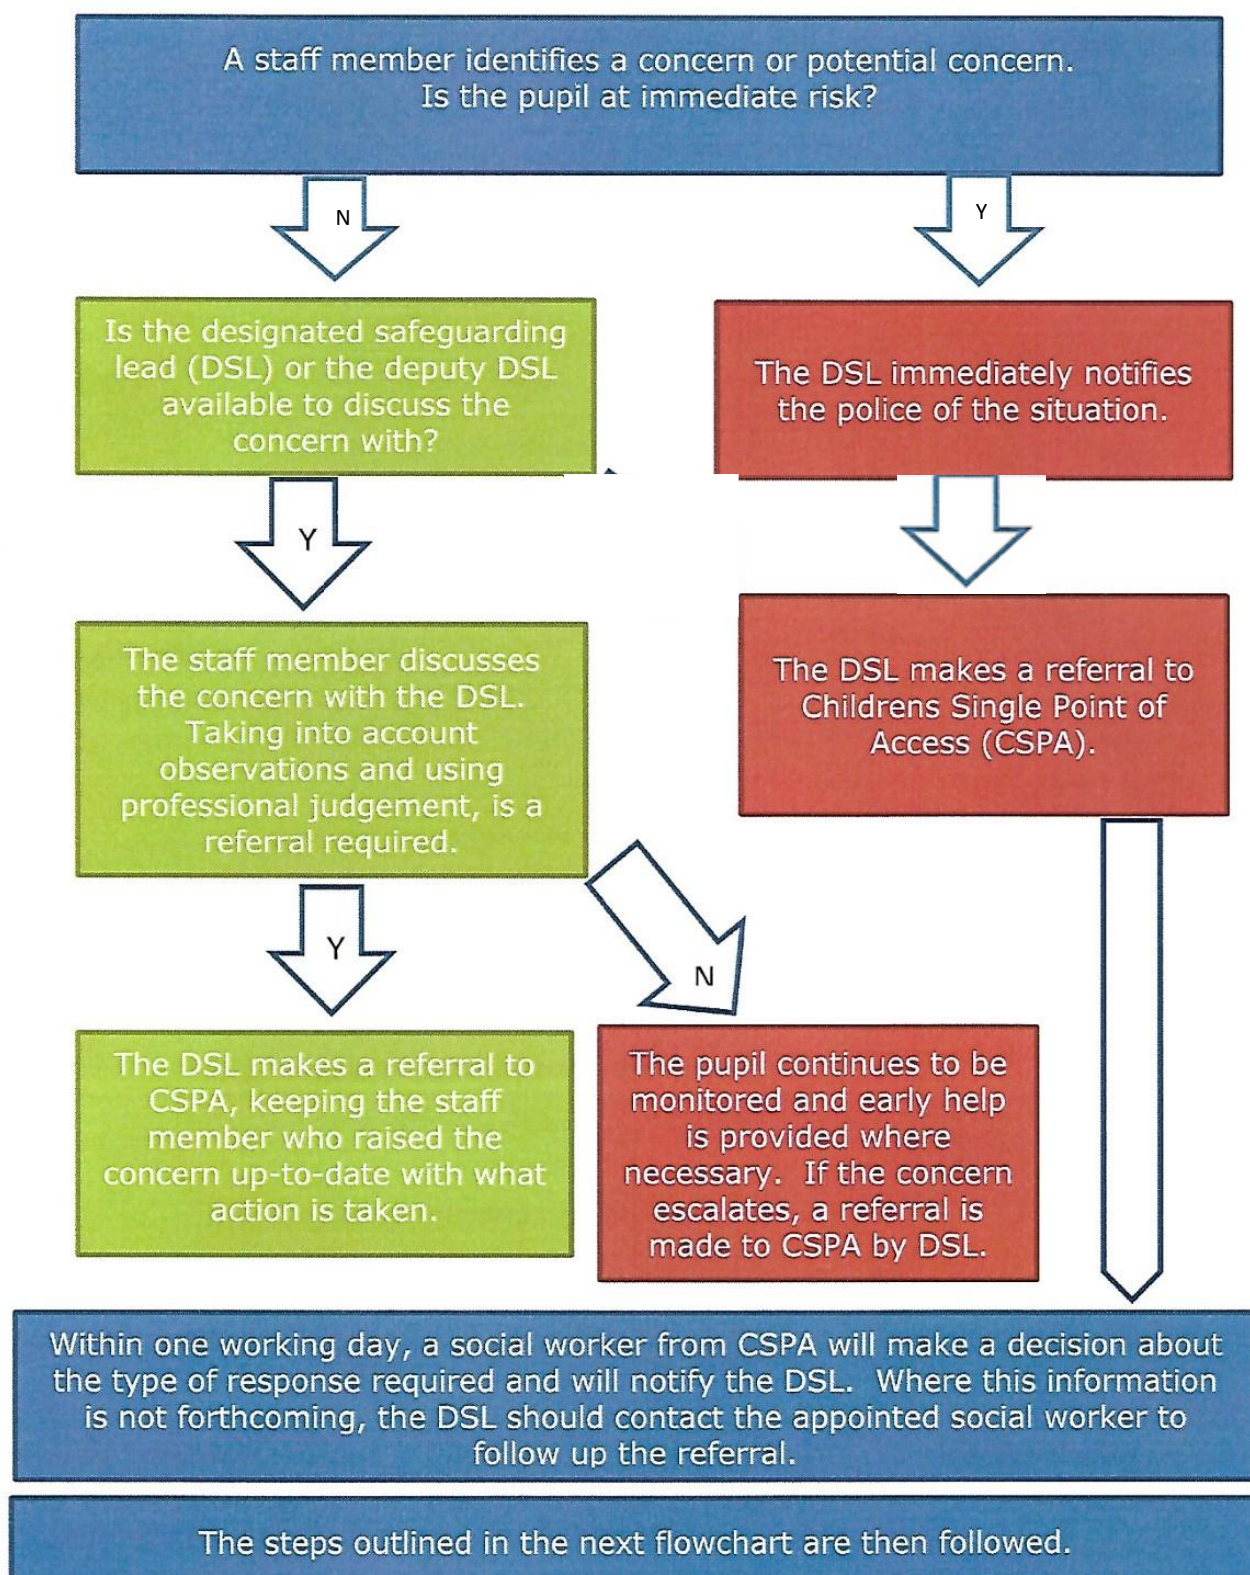 A staff member identifies a concern or potential concern.
Is the pupil at immediate risk?
N
Y
Is the designated safeguarding
lead (DSL) or the deputy DSL
available to discuss the
concern with?
The DSL immediately notifies
the police of the situation.
Y
The staff member discusses
the concern with the DSL.
Taking into account
observations and using
professional judgement, is a
referral required.
The DSL makes a referral to
Childrens Single Point of
Access (CSPA).
Y
N
The DSL makes a referral to
CSPA, keeping the staff
member who raised the
concern up-to-date with what
action is taken.
The pupil continues to be
monitored and early help
is provided where
necessary. If the concern
escalates, a referral is
made to CSPA by DSL.
Within one working day, a social worker from CSPA will make a decision about
the type of response required and will notify the DSL. Where this information
is not forthcoming, the DSL should contact the appointed social worker to
follow up the referral.
The steps outlined in the next flowchart are then followed.